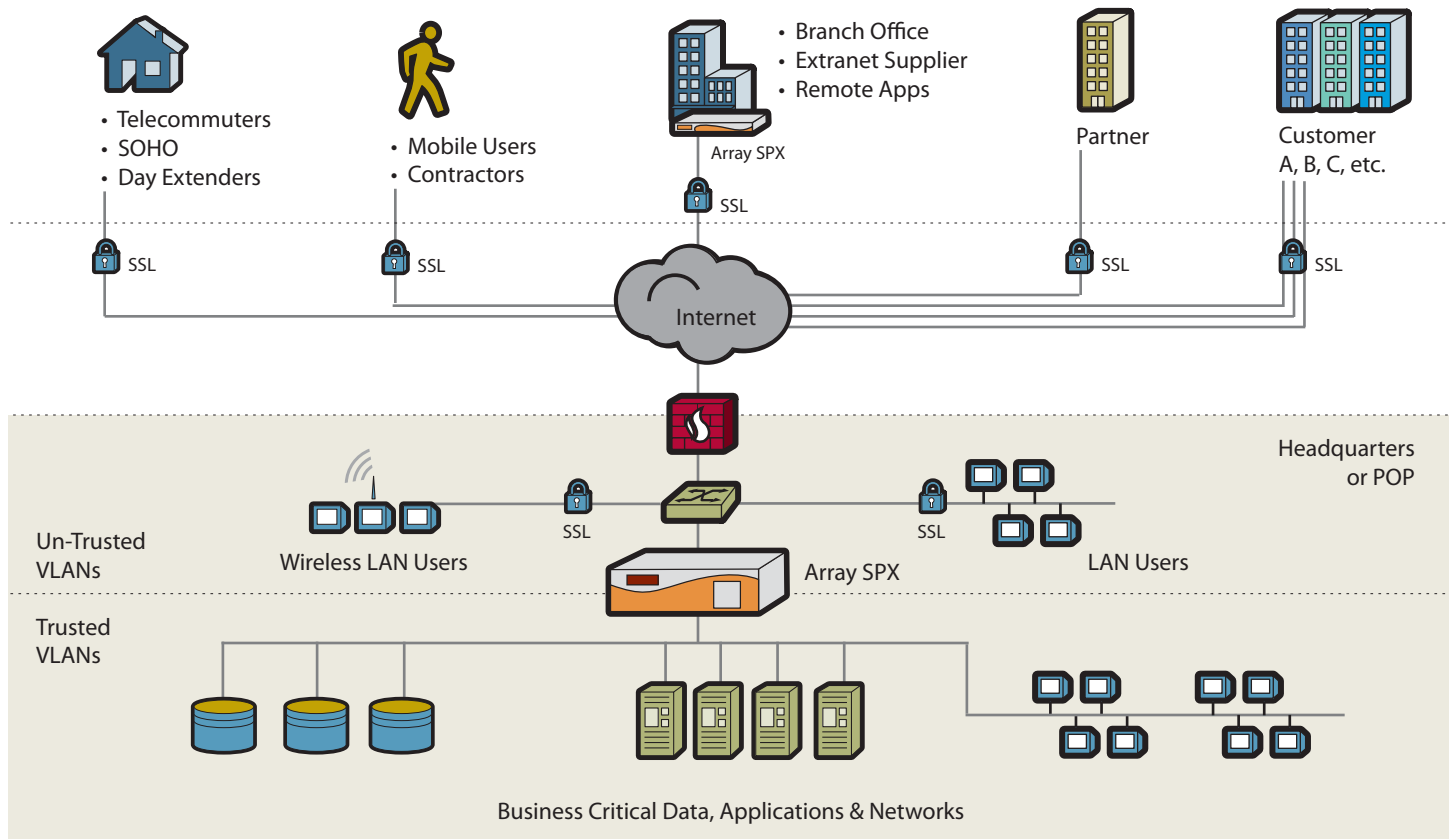 • Telecommuters
• SOHO
• Day Extenders
• Mobile Users
• Contractors
• Branch Office
• Extranet Supplier
• Remote Apps
Array SPX
Partner
Customer
A, B, C, etc.
SSL
SSL
SSL
SSL
SSL
Internet
Headquarters
or POP
SSL
SSL
Un-Trusted
VLANs
Wireless LAN Users
Array SPX
LAN Users
Trusted
VLANs
Business Critical Data, Applications & Networks